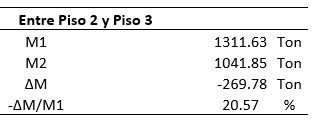 Entre Piso 2 y Piso 3
M1 1311.63 Ton
M2 1041.85 Ton
ΔM -269.78 Ton
-ΔM/M1 20.57 %